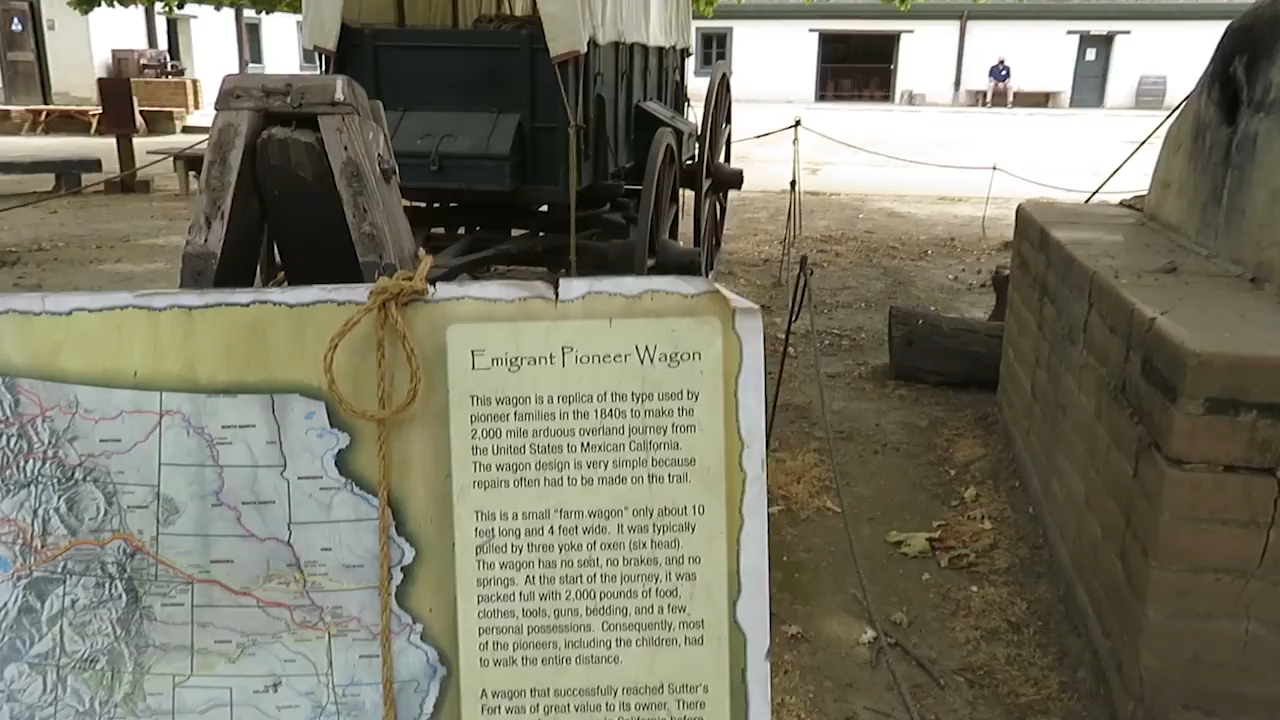 Emigrant Pioneer Wagon
This wagon is a replica of the type used by
pioneer families in the 1840s to make the
2,000 mile arduous overland journey from
the United States to Mexican California.
The wagon design is very simple because
repairs often had to be made on the trail.
This is a small "farm wagon" only about 10
feet long and 4 feet wide. It was typically
pulled by three yoke of oxen (six head).
The wagon has no seat, no brakes, and no
springs. At the start of the journey, it was
packed full with 2,000 pounds of food,
clothes, tools, guns, bedding, and a few
personal possessions. Consequently, most
of the pioneers, including the children, had
to walk the entire distance.
A wagon that successfully reached Sutter's
Fort was of great value to its owner. There